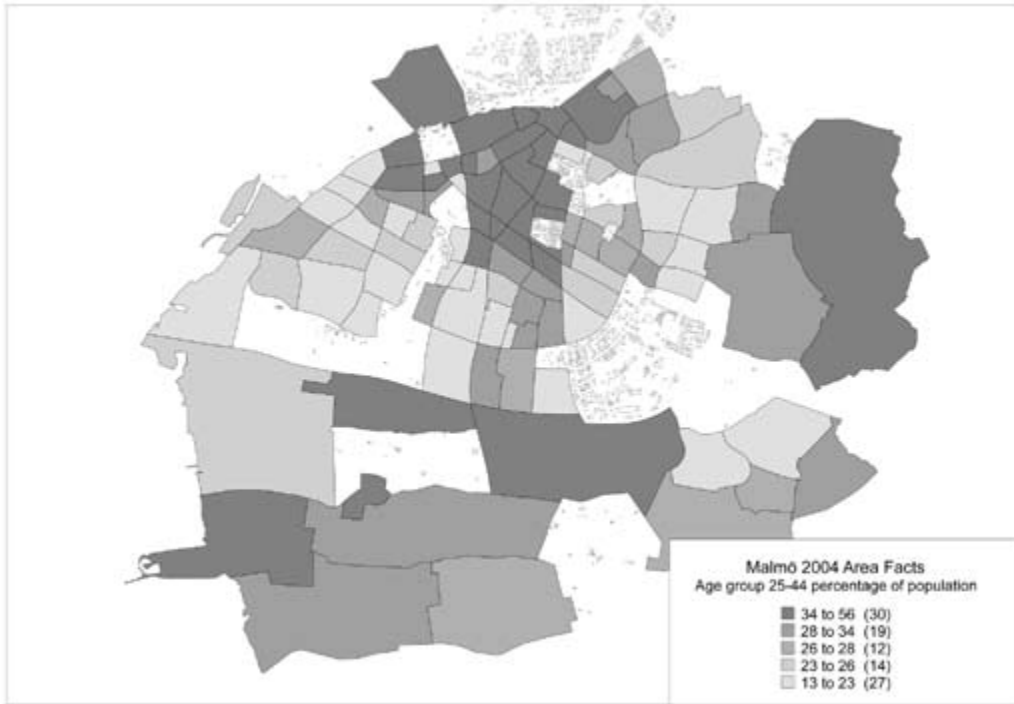 Malmö 2004 Area Facts
Age group 25-44 percentage of population
34 to 56 (30)
28 to 34 (19)
26 to 28 (12)
23 to 26 (14)
13 to 23 (27)